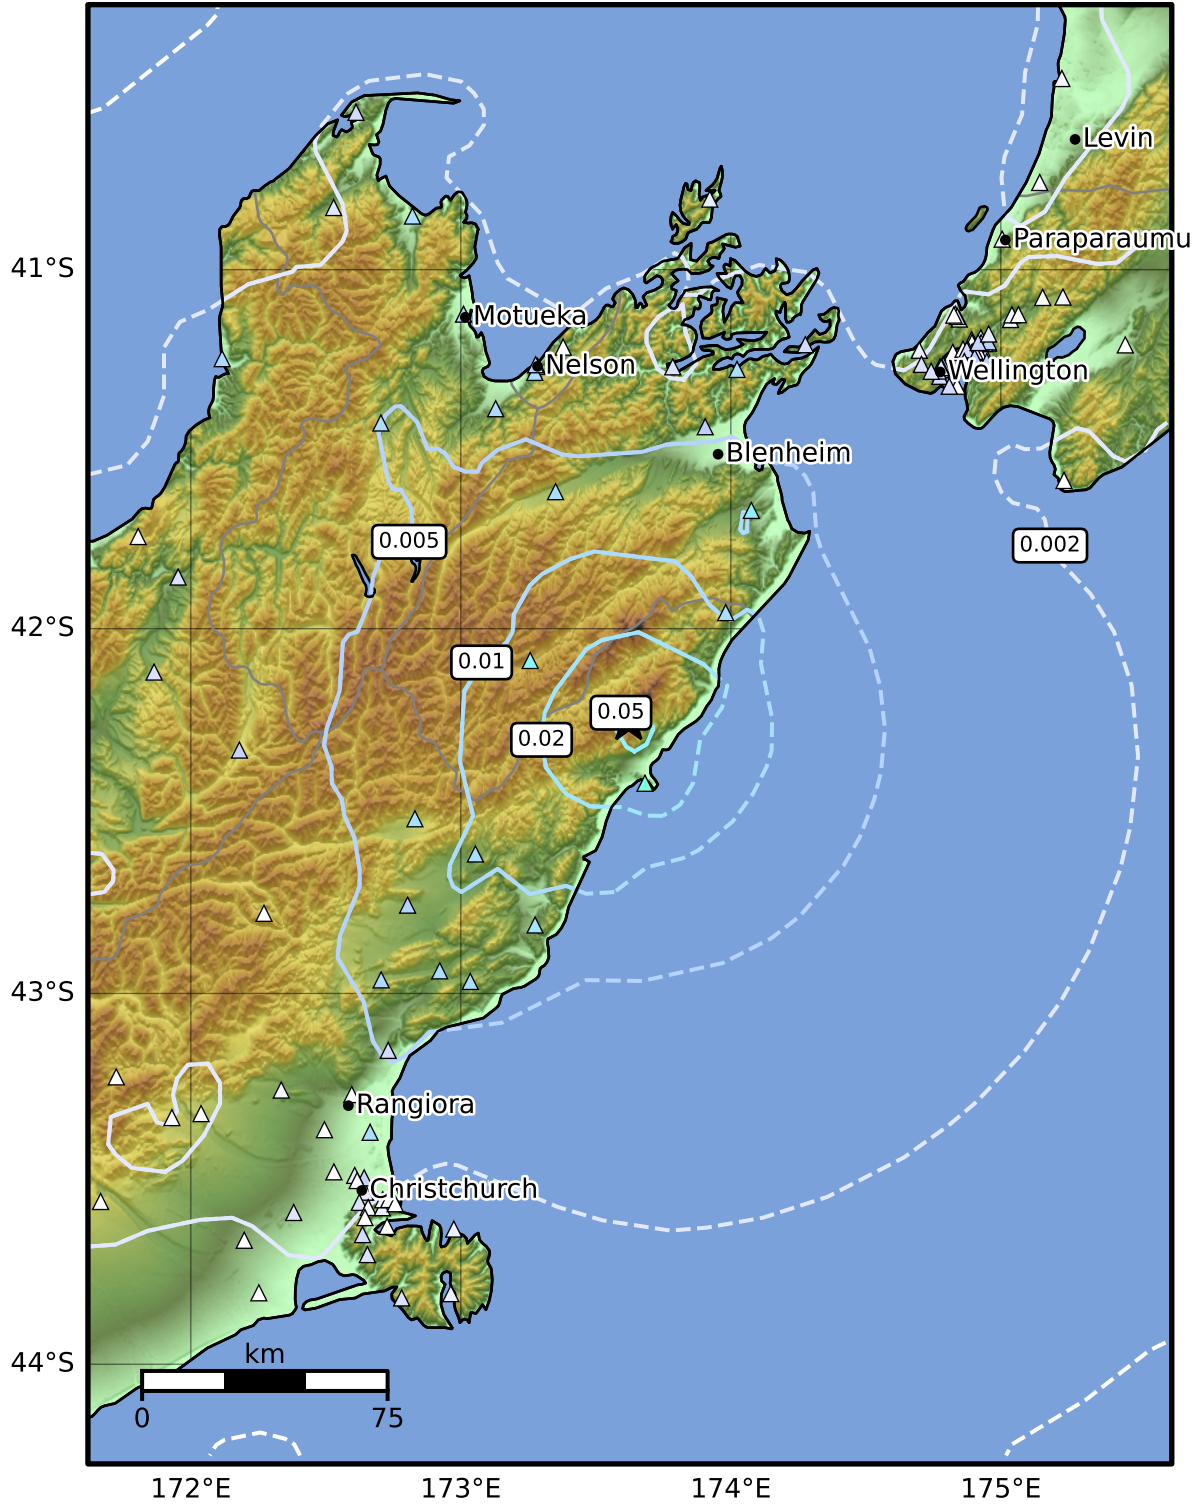 Levin
Paraparaumu
41°S
Motueka
Nelson
Wellington
Blenheim
0.005
0.002
42°S
0.01
0.05
0.02
43°S
Rangiora
Christchurch
km
44°S
0
75
172°E
173°E
174°E
175°E